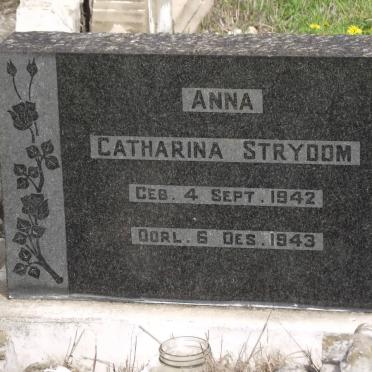 ANNA
CATHARINA STRYDOM
GEB. 4 SEPT. 1942
OORL. 6 DES. 1943